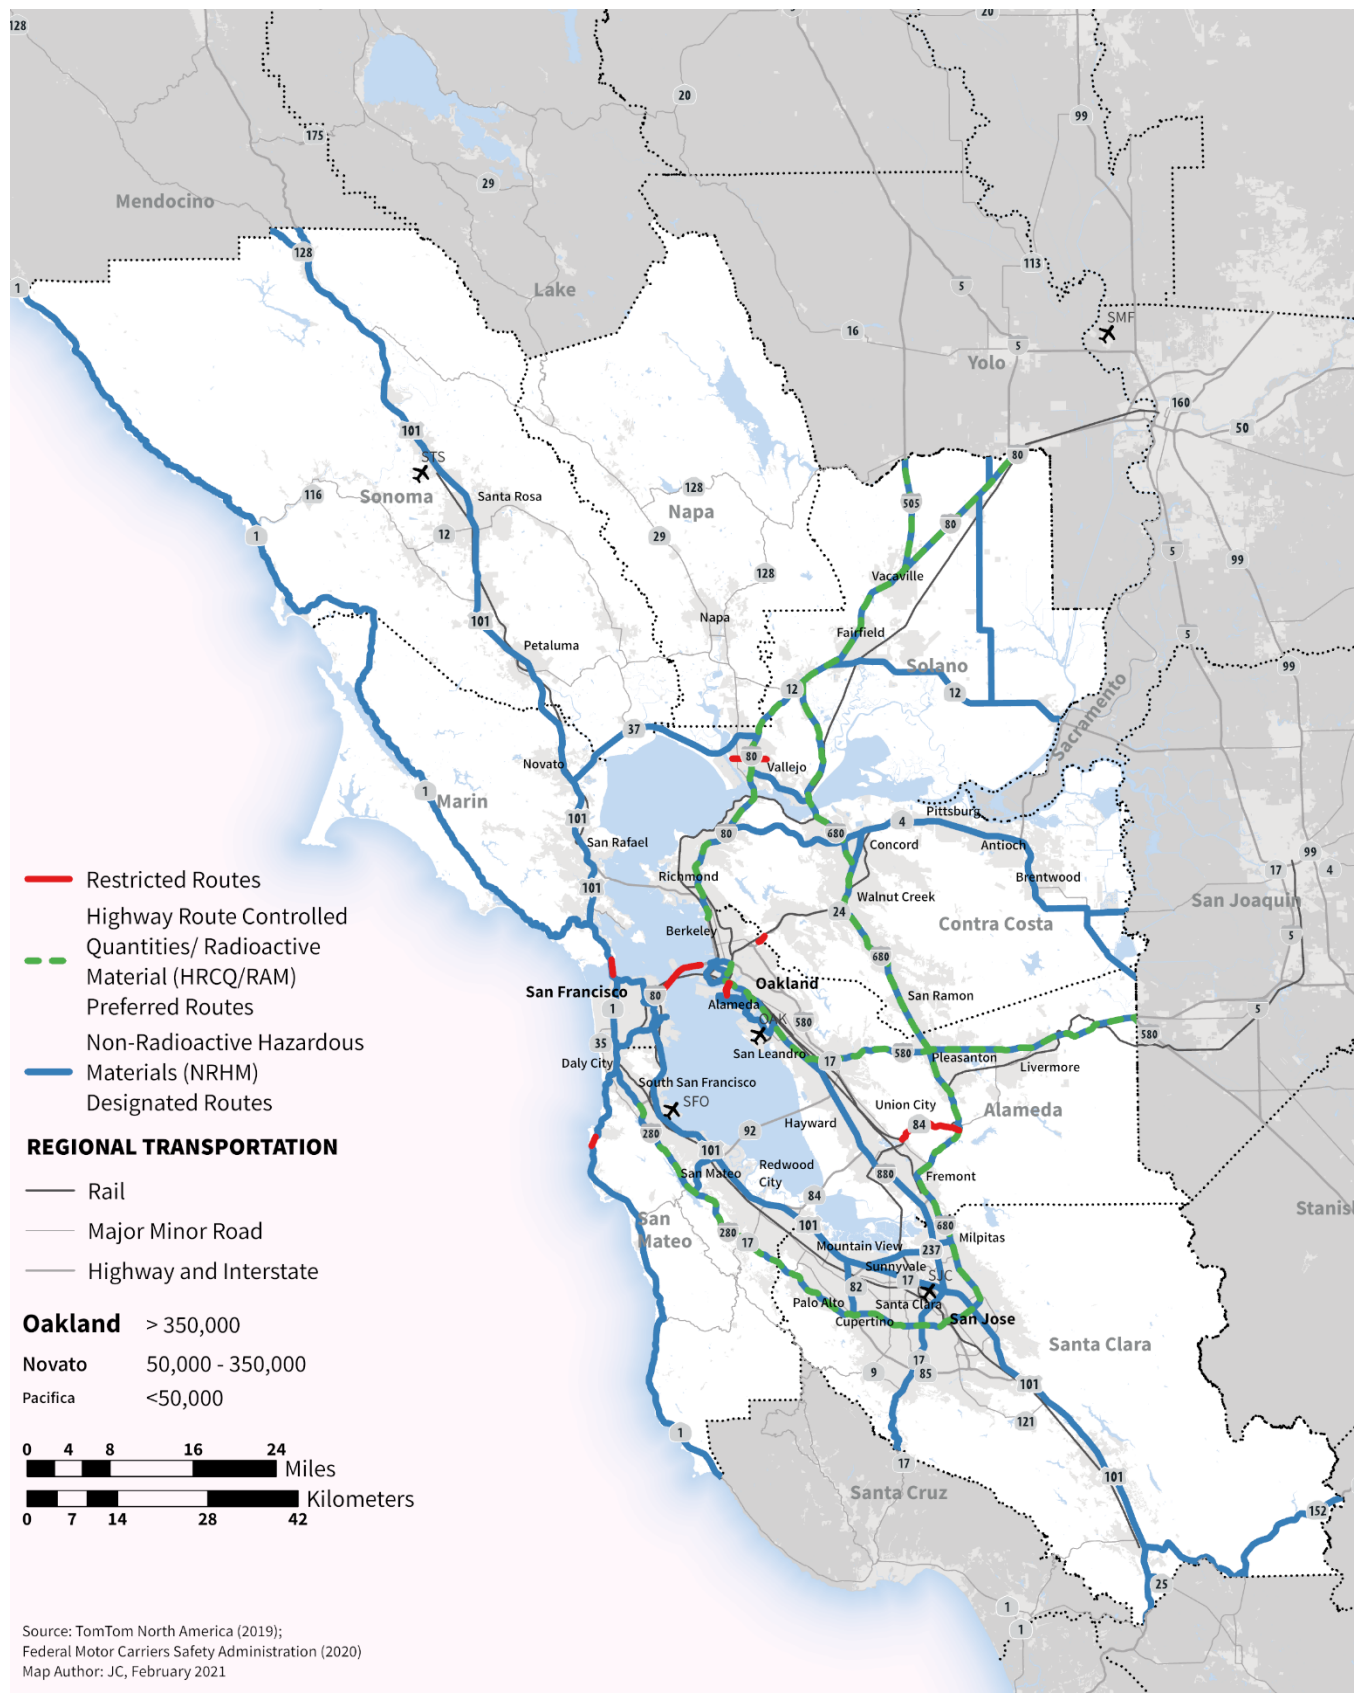 128
20
20
99
175
29
Mendocino
113
128
1
Lake
5
SMF
16
Yolo
5
160
50
101
STS
80
116
Sonoma
Santa Rosa
128
Napa
505
80
1
12
29
5
99
128
Vacaville
101
Napa
Fairfield
5
Petaluma
Solano
99
12
12
Sacramento
37
80
Vallejo
Novato
1
Marin
101
San Rafael
80
680
4
Pittsburg
Concord
Antioch
99
17
4
Richmond
Brentwood
101
Walnut Creek
San Joaquin
24
Contra Costa
Berkeley
5
680
San Francisco
80
Oakland
San Ramon
Alameda
1
OAK
580
5
580
35
San Leandro
580
Pleasanton
Daly City
17
Livermore
South San Francisco
SFO
Union City
Alameda
84
280
92
Hayward
101
San Mateo
Redwood
City
880
Fremont
84
San
Mateo
280
17
101
680
Milpitas
Stanisl
Mountain View
237
Sunnyvale
17
SJC
82
Palo Alto
Santa Clara
Cupertino
San Jose
Santa Clara
17
9
85
101
121
1
17
101
Santa Cruz
152
25
1
1
Restricted Routes
Highway Route Controlled
Quantities/ Radioactive
Material (HRCQ/RAM)
Preferred Routes
Non-Radioactive Hazardous
Materials (NRHM)
Designated Routes
REGIONAL TRANSPORTATION
Rail
Major Minor Road
Highway and Interstate
Oakland > 350,000
Novato 50,000 - 350,000
Pacifica <50,000
0 4 8 16 24
Miles
Kilometers
0 7 14 28 42
Source: TomTom North America (2019);
Federal Motor Carriers Safety Administration (2020)
Map Author: JC, February 2021